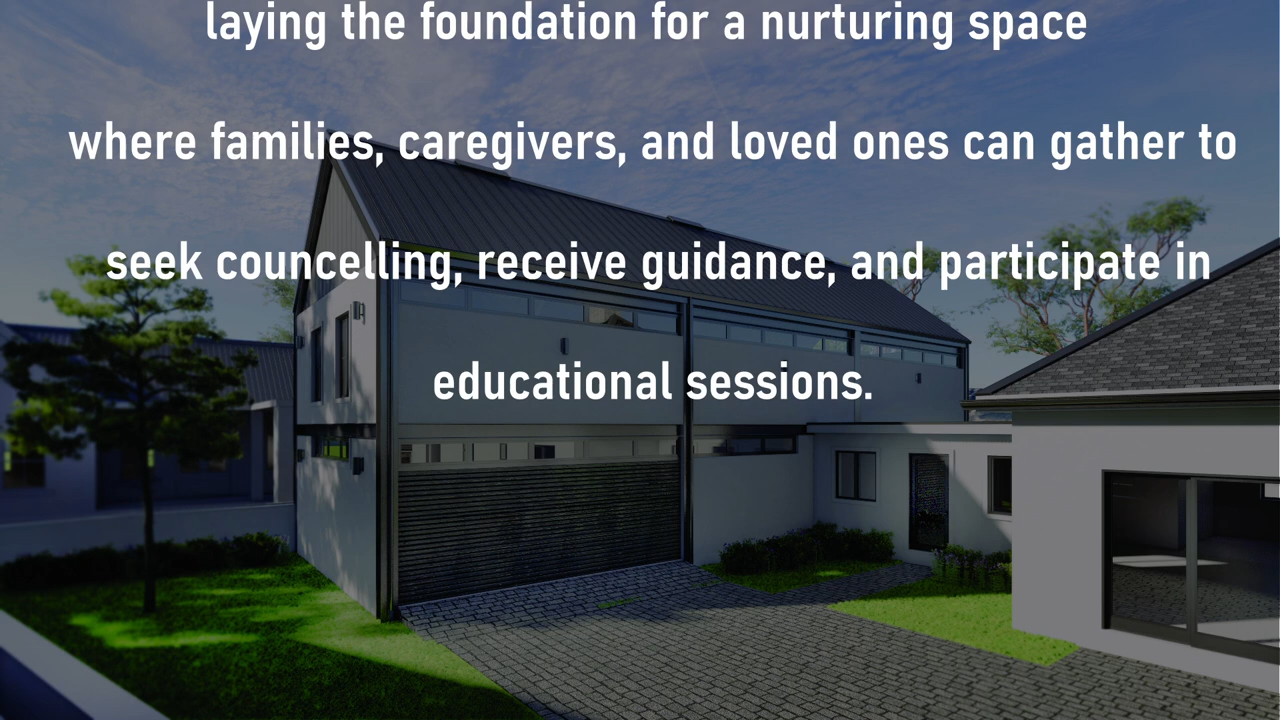 laying the foundation for a nurturing space
where families, caregivers, and loved ones can gather to
seek councelling, receive guidance, and participate in
educational sessions.